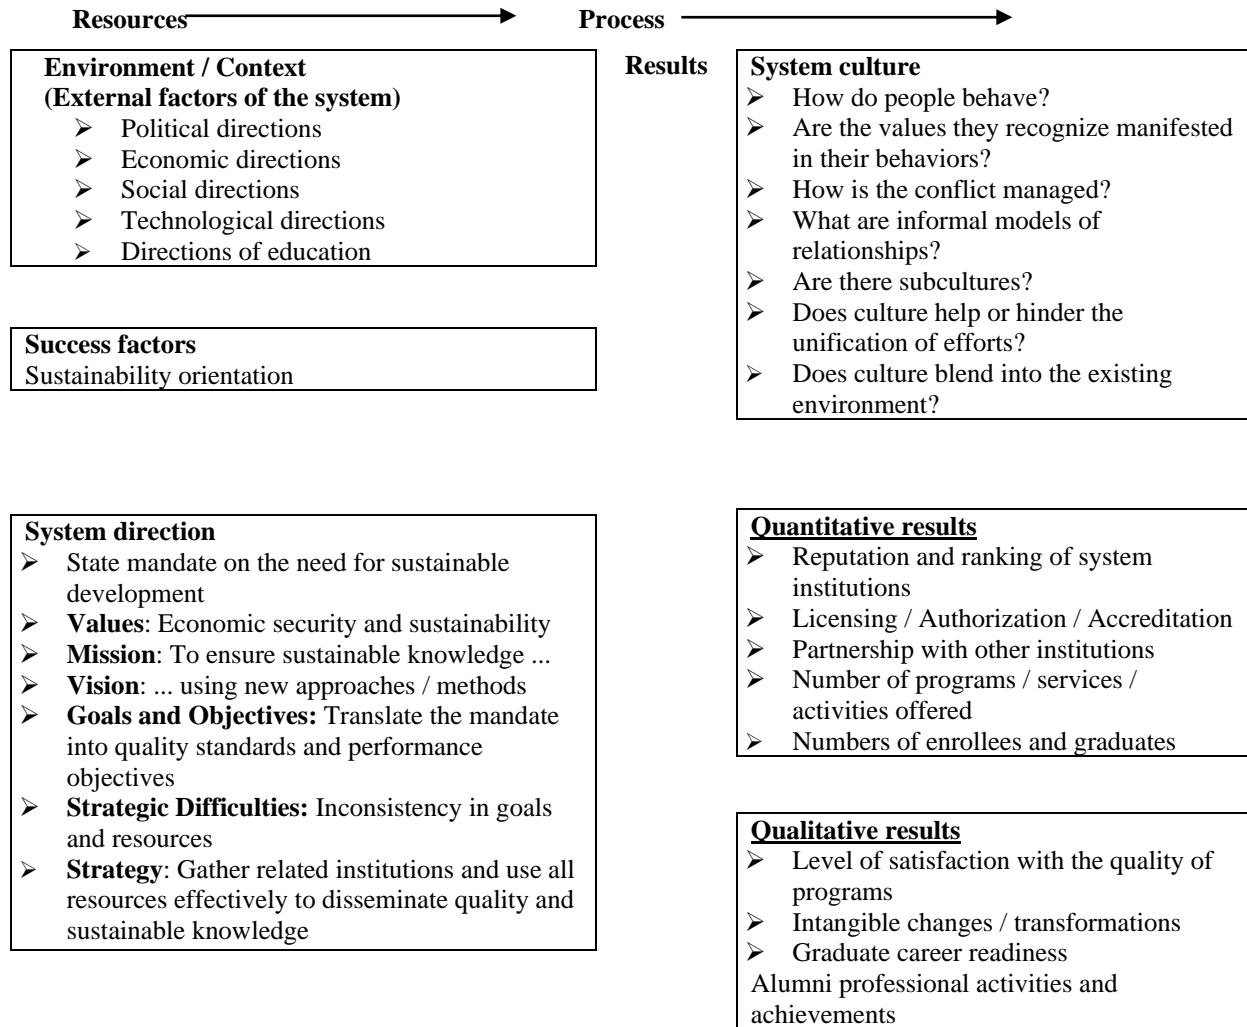 Resources
Process
Environment / Context
(External factors of the system)
➢ Political directions
➢ Economic directions
➢ Social directions
➢ Technological directions
➢ Directions of education
Success factors
Sustainability orientation
System direction
➢ State mandate on the need for sustainable
development
➢ Values: Economic security and sustainability
➢ Mission: To ensure sustainable knowledge ...
➢ Vision: ... using new approaches / methods
➢ Goals and Objectives: Translate the mandate
into quality standards and performance
objectives
➢ Strategic Difficulties: Inconsistency in goals
and resources
➢ Strategy: Gather related institutions and use all
resources effectively to disseminate quality and
sustainable knowledge
Results
System culture
➢ How do people behave?
➢ Are the values they recognize manifested
in their behaviors?
➢ How is the conflict managed?
➢ What are informal models of
relationships?
➢ Are there subcultures?
➢ Does culture help or hinder the
unification of efforts?
➢ Does culture blend into the existing
environment?
Quantitative results
➢ Reputation and ranking of system
institutions
➢ Licensing / Authorization / Accreditation
➢ Partnership with other institutions
➢ Number of programs / services /
activities offered
➢ Numbers of enrollees and graduates
Qualitative results
➢ Level of satisfaction with the quality of
programs
➢ Intangible changes / transformations
➢ Graduate career readiness
Alumni professional activities and
achievements